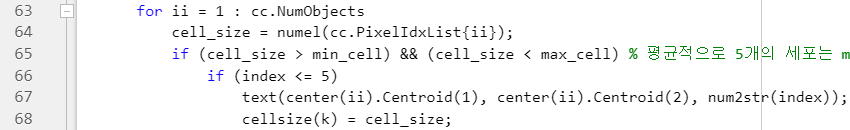 63 for ii = 1 : cc.NumObjects
64 cell_size = numel(cc.PixelIdxList{ii});
65 if (cell_size > min_cell) && (cell_size < max_cell) % 평균적으로 5개의 세포는 m
66 if (index <= 5)
67 text(center(ii).Centroid(1), center(ii).Centroid(2), num2str(index));
68 cellsize(k) = cell_size;